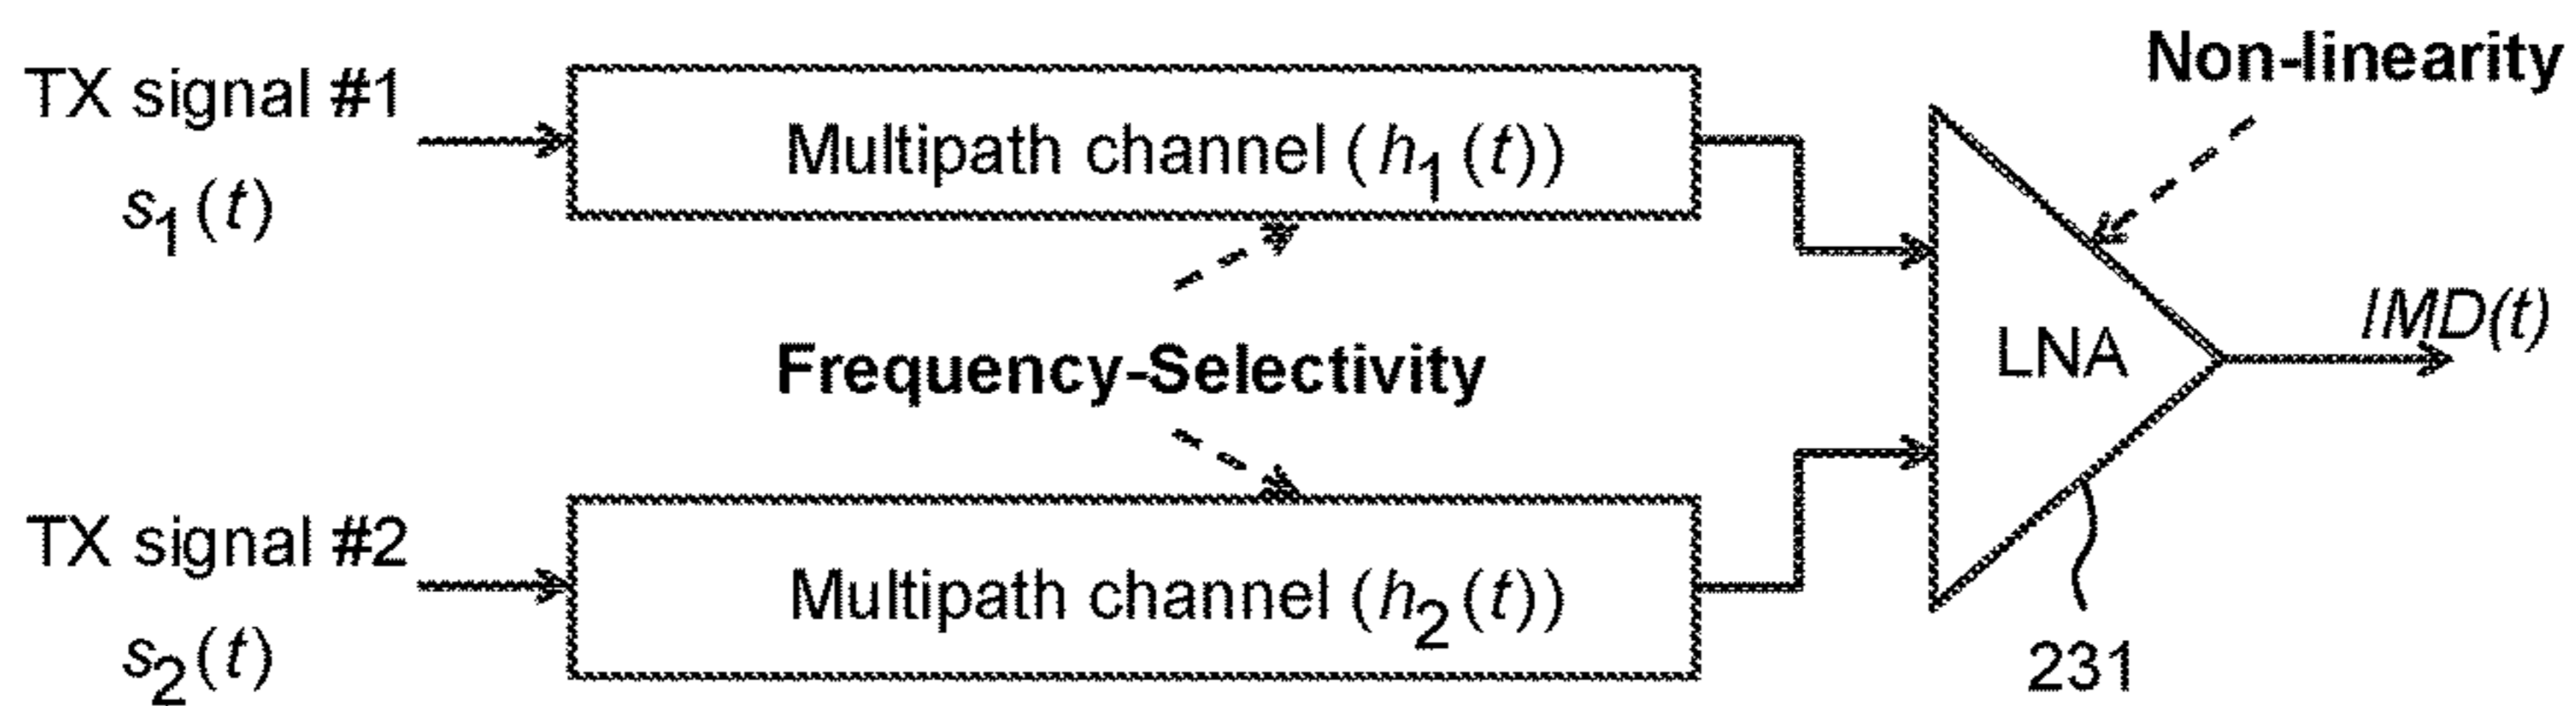 Non-linearity
TX signal #1
s1(t)
Multipath channel (h1(t))
Frequency-Selectivity
LNA
IMD(t)
TX signal #2
s2(t)
Multipath channel (h2(t))
231